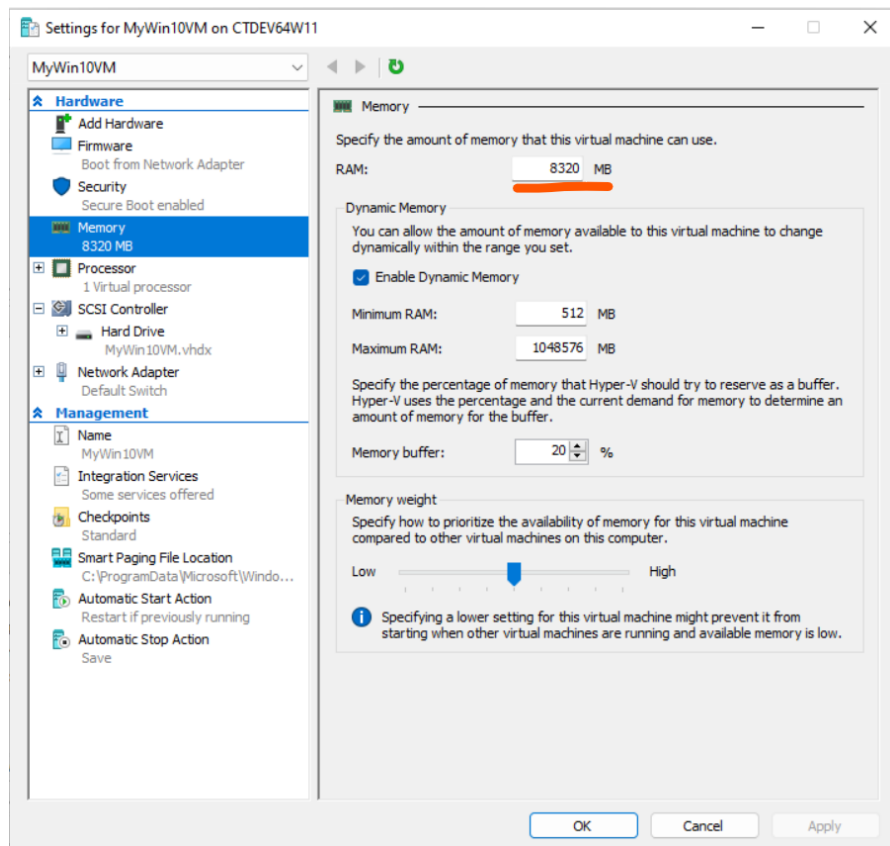 Settings for MyWin10VM on CTDEV64W11
MyWin10VM
Hardware
Add Hardware
Firmware
Boot from Network Adapter
Security
Secure Boot enabled
Memory
8320 MB
Processor
1 Virtual processor
SCSI Controller
Hard Drive
MyWin10VM.vhdx
Network Adapter
Default Switch
Management
Name
MyWin10VM
Integration Services
Some services offered
Checkpoints
Standard
Smart Paging File Location
C:\ProgramData\Microsoft\Windo...
Automatic Start Action
Restart if previously running
Automatic Stop Action
Save
Memory
Specify the amount of memory that this virtual machine can use.
RAM: 8320 MB
Dynamic Memory
You can allow the amount of memory available to this virtual machine to change
dynamically within the range you set.
Enable Dynamic Memory
Minimum RAM: 512 MB
Maximum RAM: 1048576 MB
Specify the percentage of memory that Hyper-V should try to reserve as a buffer.
Hyper-V uses the percentage and the current demand for memory to determine an
amount of memory for the buffer.
Memory buffer: 20 %
Memory weight
Specify how to prioritize the availability of memory for this virtual machine
compared to other virtual machines on this computer.
Low High
Specifying a lower setting for this virtual machine might prevent it from
starting when other virtual machines are running and available memory is low.
OK Cancel Apply